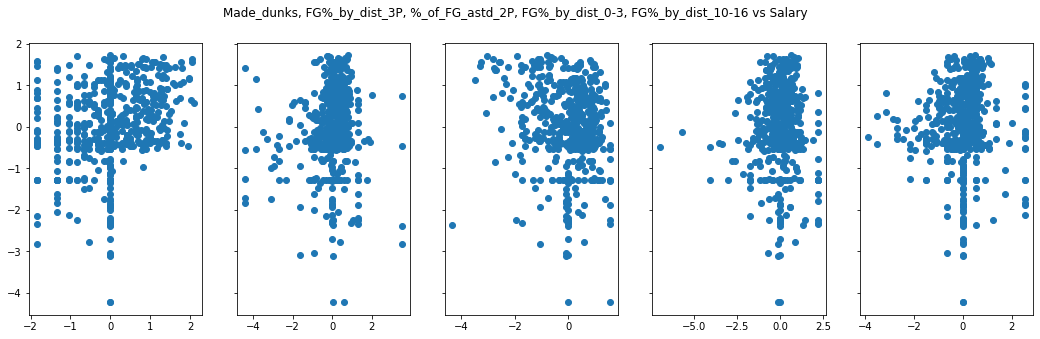 Made_dunks, FG%_by_dist_3P, %_of_FG_astd_2P, FG%_by_dist_0-3, FG%_by_dist_10-16 vs Salary
2
1
0
−1
−2
−3
−4
−2 −1 0 1 2
−4 −2 0 2
−4 −2 0
−5.0 −2.5 0.0 2.5
−4 −2 0 2